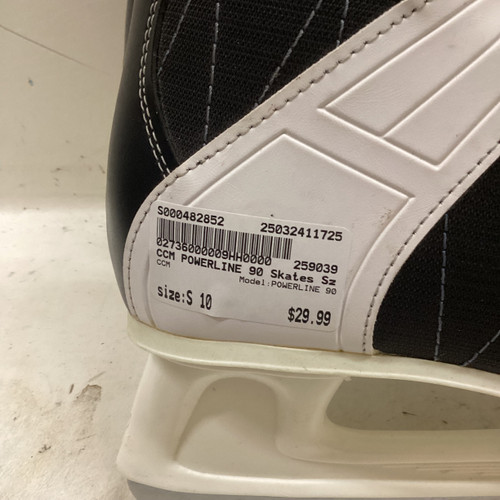 S000482852 25032411725
02736000009HH0000 259039
CCM POWERLINE 90 Skates Sz
CCM Model:POWERLINE 90
size:S 10 $29.99